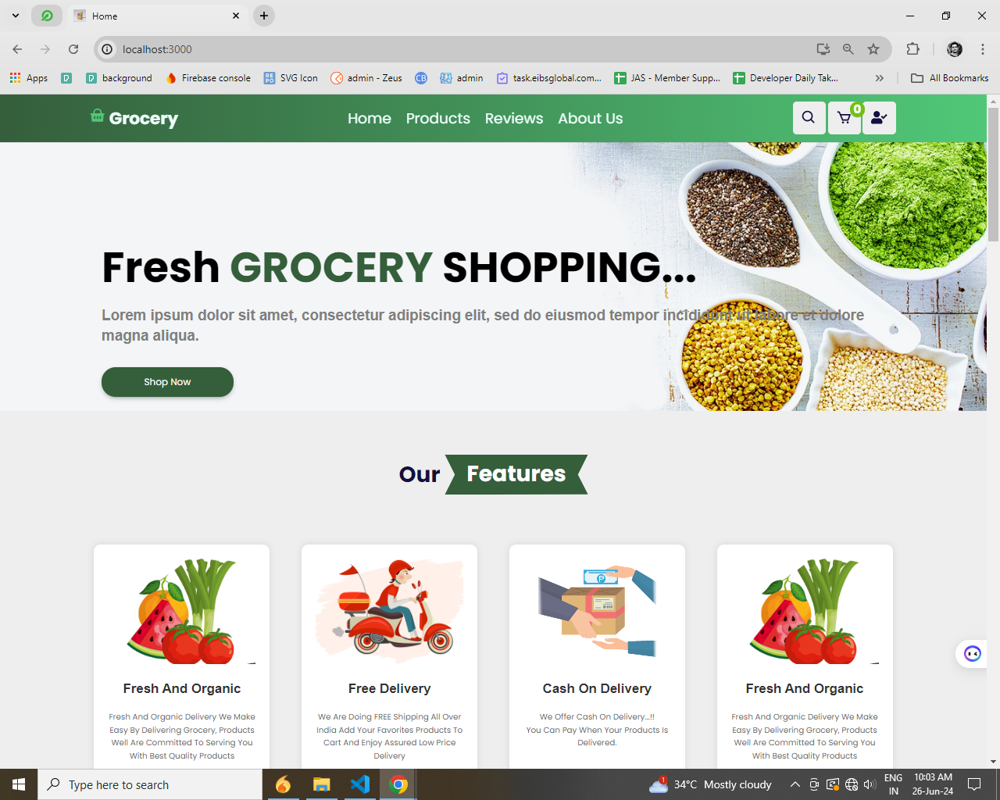 Home
localhost:3000
Apps
background
Firebase console
SVG Icon
admin - Zeus
CB
admin
task.eibsglobal.com...
JAS - Member Supp...
Developer Daily Tak...
All Bookmarks
Grocery
Home
Products
Reviews
About Us
0
Fresh GROCERY SHOPPING...
Lorem ipsum dolor sit amet, consectetur adipiscing elit, sed do eiusmod tempor incididunt ut labore et dolore
magna aliqua.
Shop Now
Our Features
Fresh And Organic
Fresh And Organic Delivery We Make
Easy By Delivering Grocery, Products
Well Are Committed To Serving You
With Best Quality Products
Free Delivery
We Are Doing FREE Shipping All Over
India Add Your Favorites Products To
Cart And Enjoy Assured Low Price
Delivery
P
Cash On Delivery
We Offer Cash On Delivery...!!
You Can Pay When Your Products Is
Delivered.
Fresh And Organic
Fresh And Organic Delivery We Make
Easy By Delivering Grocery, Products
Well Are Committed To Serving You
With Best Quality Products
Type here to search
1
34°C Mostly cloudy
ENG
IN
10:03 AM
26-Jun-24